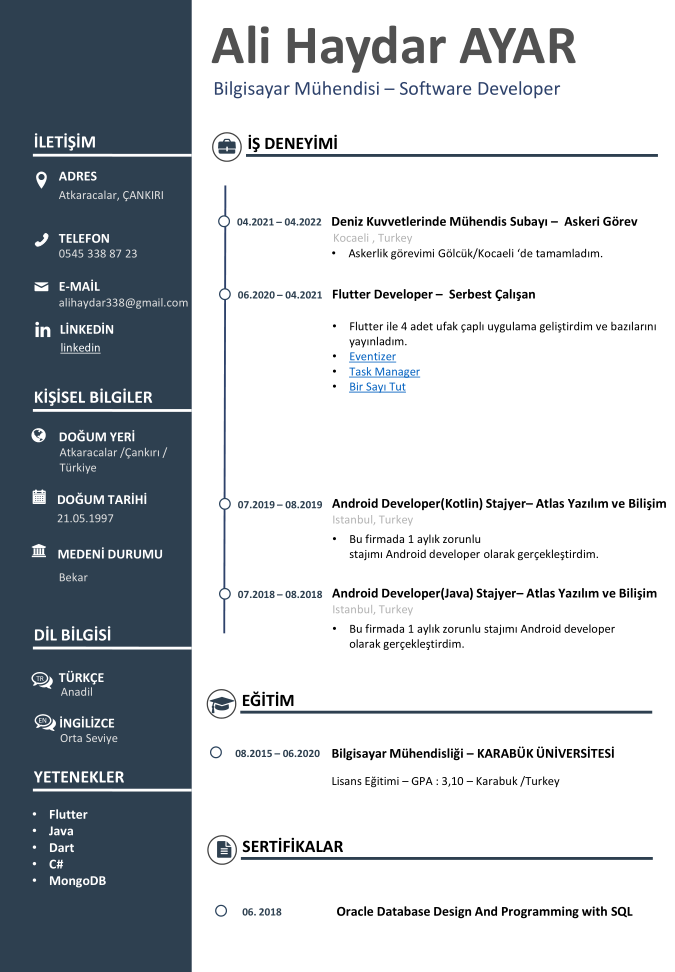 Ali Haydar AYAR
Bilgisayar Mühendisi – Software Developer
İLETİŞİM
ADRES
Atkaracalar, ÇANKIRI
TELEFON
0545 338 87 23
E-MAİL
alihaydar338@gmail.com
LİNKEDİN
linkedin
KİŞİSEL BİLGİLER
DOĞUM YERİ
Atkaracalar /Çankırı /
Türkiye
DOĞUM TARİHİ
21.05.1997
MEDENİ DURUMU
Bekar
DİL BİLGİSİ
TR
TÜRKÇE
Anadil
EN
İNGİLİZCE
Orta Seviye
YETENEKLER
• Flutter
• Java
• Dart
• C#
• MongoDB
İŞ DENEYİMİ
04.2021 – 04.2022 Deniz Kuvvetlerinde Mühendis Subayı – Askeri Görev
Kocaeli , Turkey
• Askerlik görevimi Gölcük/Kocaeli ‘de tamamladım.
06.2020 – 04.2021 Flutter Developer – Serbest Çalışan
• Flutter ile 4 adet ufak çaplı uygulama geliştirdim ve bazılarını
yayınladım.
• Eventizer
• Task Manager
• Bir Sayı Tut
07.2019 – 08.2019 Android Developer(Kotlin) Stajyer– Atlas Yazılım ve Bilişim
Istanbul, Turkey
• Bu firmada 1 aylık zorunlu
stajımı Android developer olarak gerçekleştirdim.
07.2018 – 08.2018 Android Developer(Java) Stajyer– Atlas Yazılım ve Bilişim
Istanbul, Turkey
• Bu firmada 1 aylık zorunlu stajımı Android developer
olarak gerçekleştirdim.
EĞİTİM
08.2015 – 06.2020 Bilgisayar Mühendisliği – KARABÜK ÜNİVERSİTESİ
Lisans Eğitimi – GPA : 3,10 – Karabuk /Turkey
SERTİFİKALAR
06. 2018 Oracle Database Design And Programming with SQL